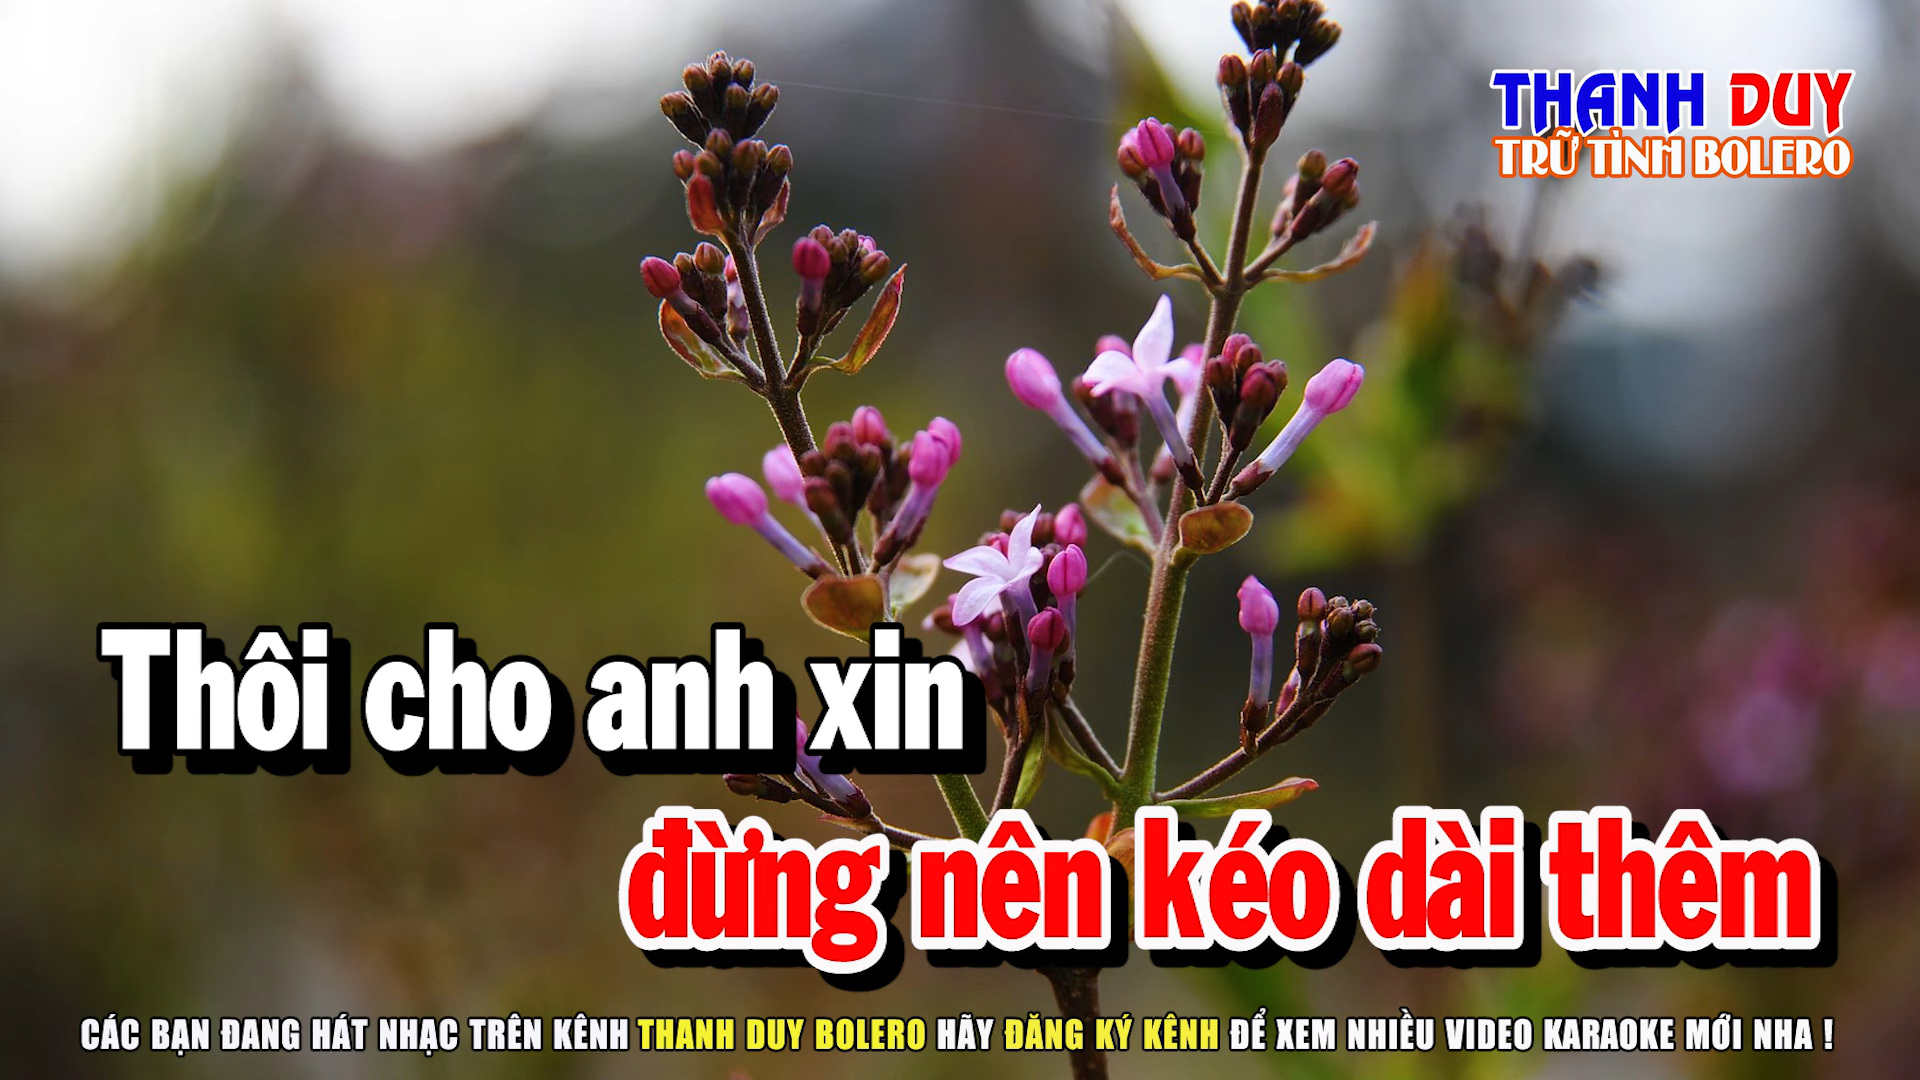 THANH DUY
TRỮ TÌNH BOLERO
Thôi cho anh xin
đừng nên kéo dài thêm
CÁC BẠN ĐANG HÁT NHẠC TRÊN KÊNH THANH DUY BOLERO HÃY ĐĂNG KÝ KÊNH ĐỂ XEM NHIỀU VIDEO KARAOKE MỚI NHA !